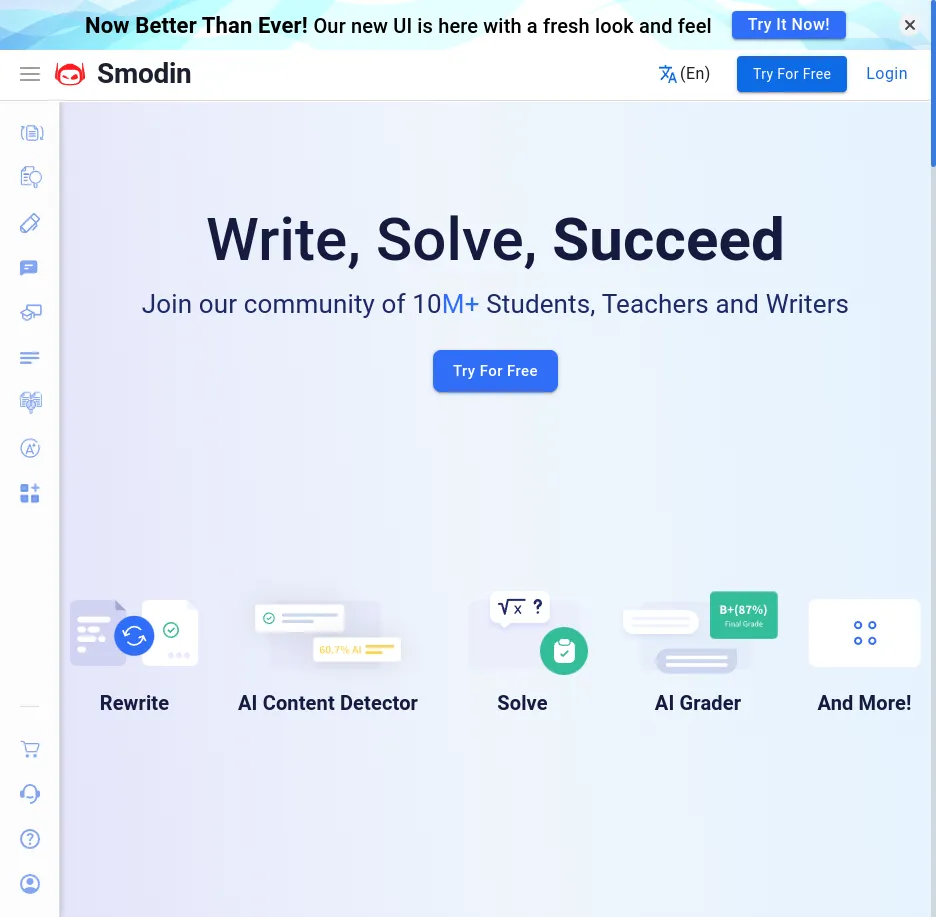 Now Better Than Ever! Our new UI is here with a fresh look and feel
Try It Now!
Smodin
(En)
Try For Free
Login
Write, Solve, Succeed
Join our community of 10M+ Students, Teachers and Writers
Try For Free
√x ?
B+(87%)
Final Grade
60.7% AI
Rewrite
AI Content Detector
Solve
AI Grader
And More!